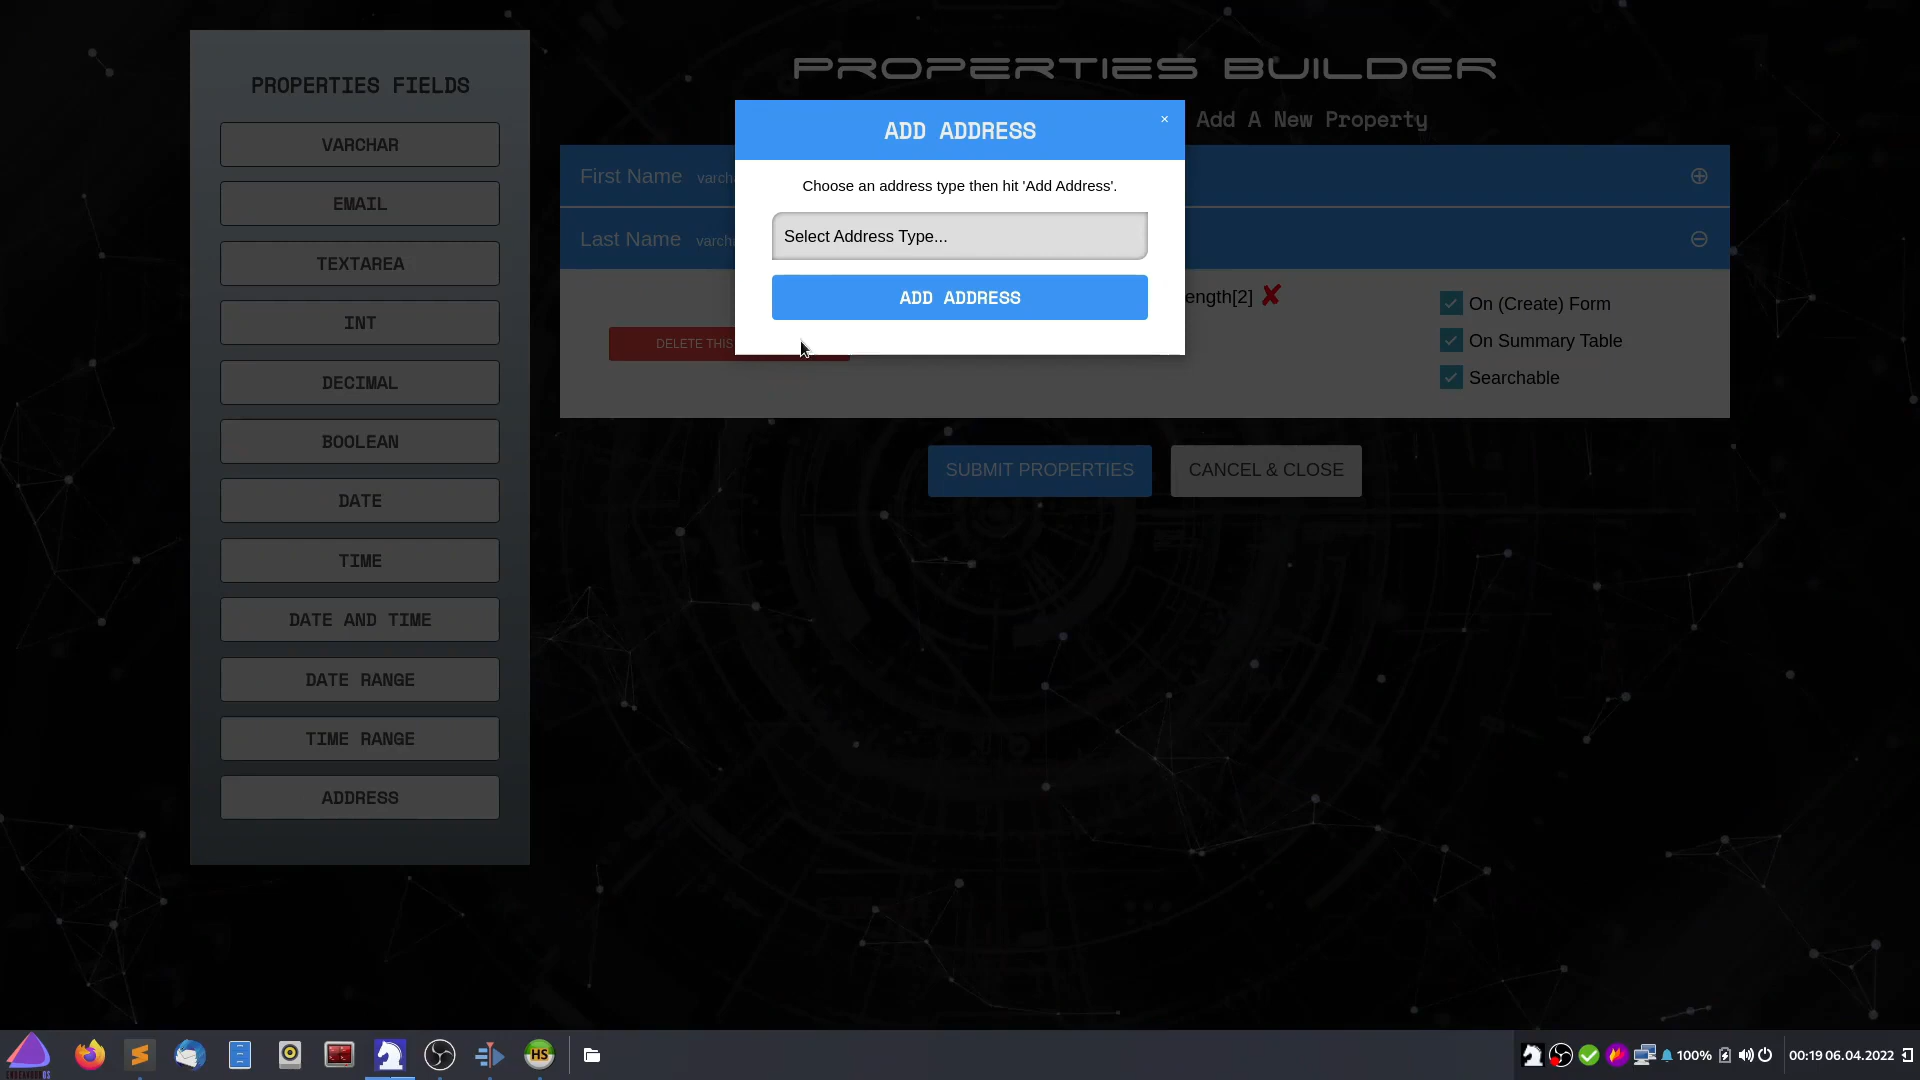 PROPERTIES FIELDS
VARCHAR
EMAIL
TEXTAREA
INT
DECIMAL
BOOLEAN
DATE
TIME
DATE AND TIME
DATE RANGE
TIME RANGE
ADDRESS
PROPERTIES BUILDER
Add A New Property
ADD ADDRESS
×
Choose an address type then hit 'Add Address'.
Select Address Type...
ADD ADDRESS
First Name
Last Name
ength[2]
DELETE THIS
On (Create) Form
On Summary Table
Searchable
SUBMIT PROPERTIES
CANCEL & CLOSE
HS
100%
00:19 06.04.2022